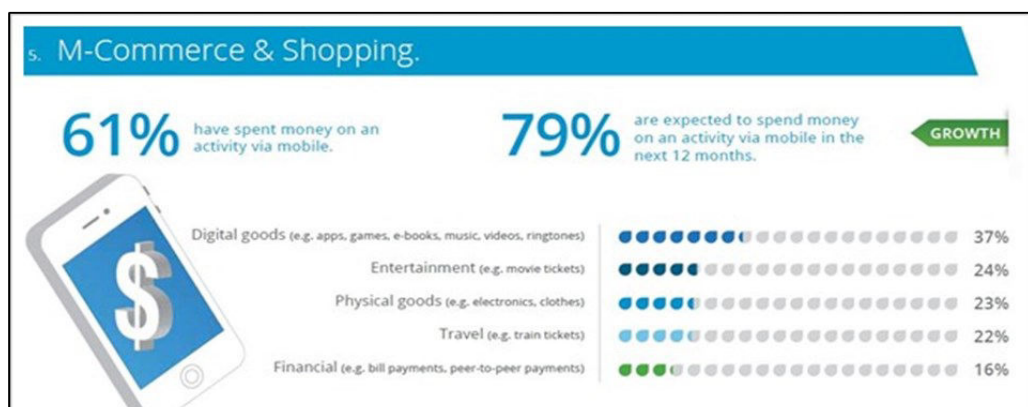 5. M-Commerce & Shopping.
61% have spent money on an
activity via mobile.
79% are expected to spend money
on an activity via mobile in the
next 12 months.
GROWTH
$
Digital goods (e.g. apps, games, e-books, music, videos, ringtones) 37%
Entertainment (e.g. movie tickets) 24%
Physical goods (e.g. electronics, clothes) 23%
Travel (e.g. train tickets) 22%
Financial (e.g. bill payments, peer-to-peer payments) 16%